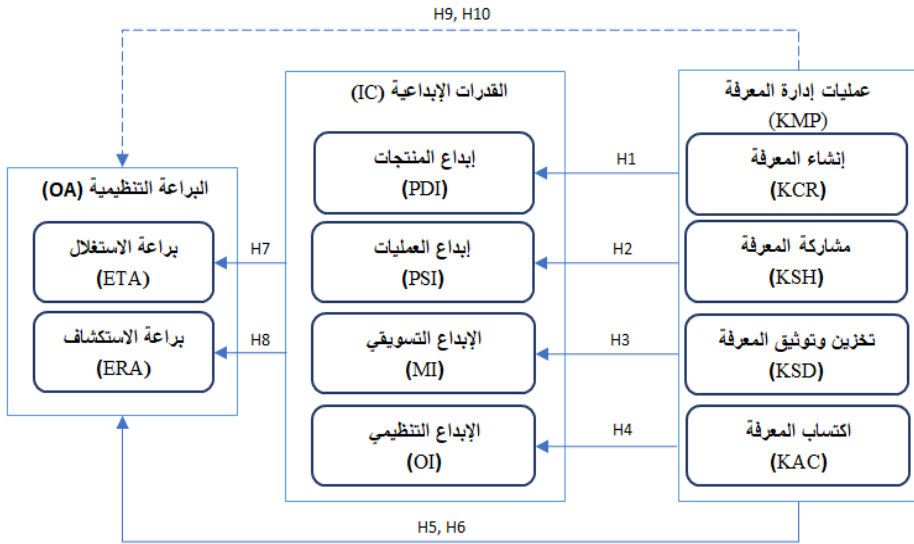 H9, H10
عمليات إدارة المعرفة
(KMP)
إنشاء المعرفة
(KCR)
مشاركة المعرفة
(KSH)
تخزين وتوثيق المعرفة
(KSD)
اكتساب المعرفة
(KAC)
H1
H2
H3
H4
القدرات الإبداعية (IC)
إبداع المنتجات
(PDI)
إبداع العمليات
(PSI)
الإبداع التسويقي
(MI)
الإبداع التنظيمي
(OI)
H7
H8
البراعة التنظيمية (OA)
براعة الاستغلال
(ETA)
براعة الاستكشاف
(ERA)
H5, H6